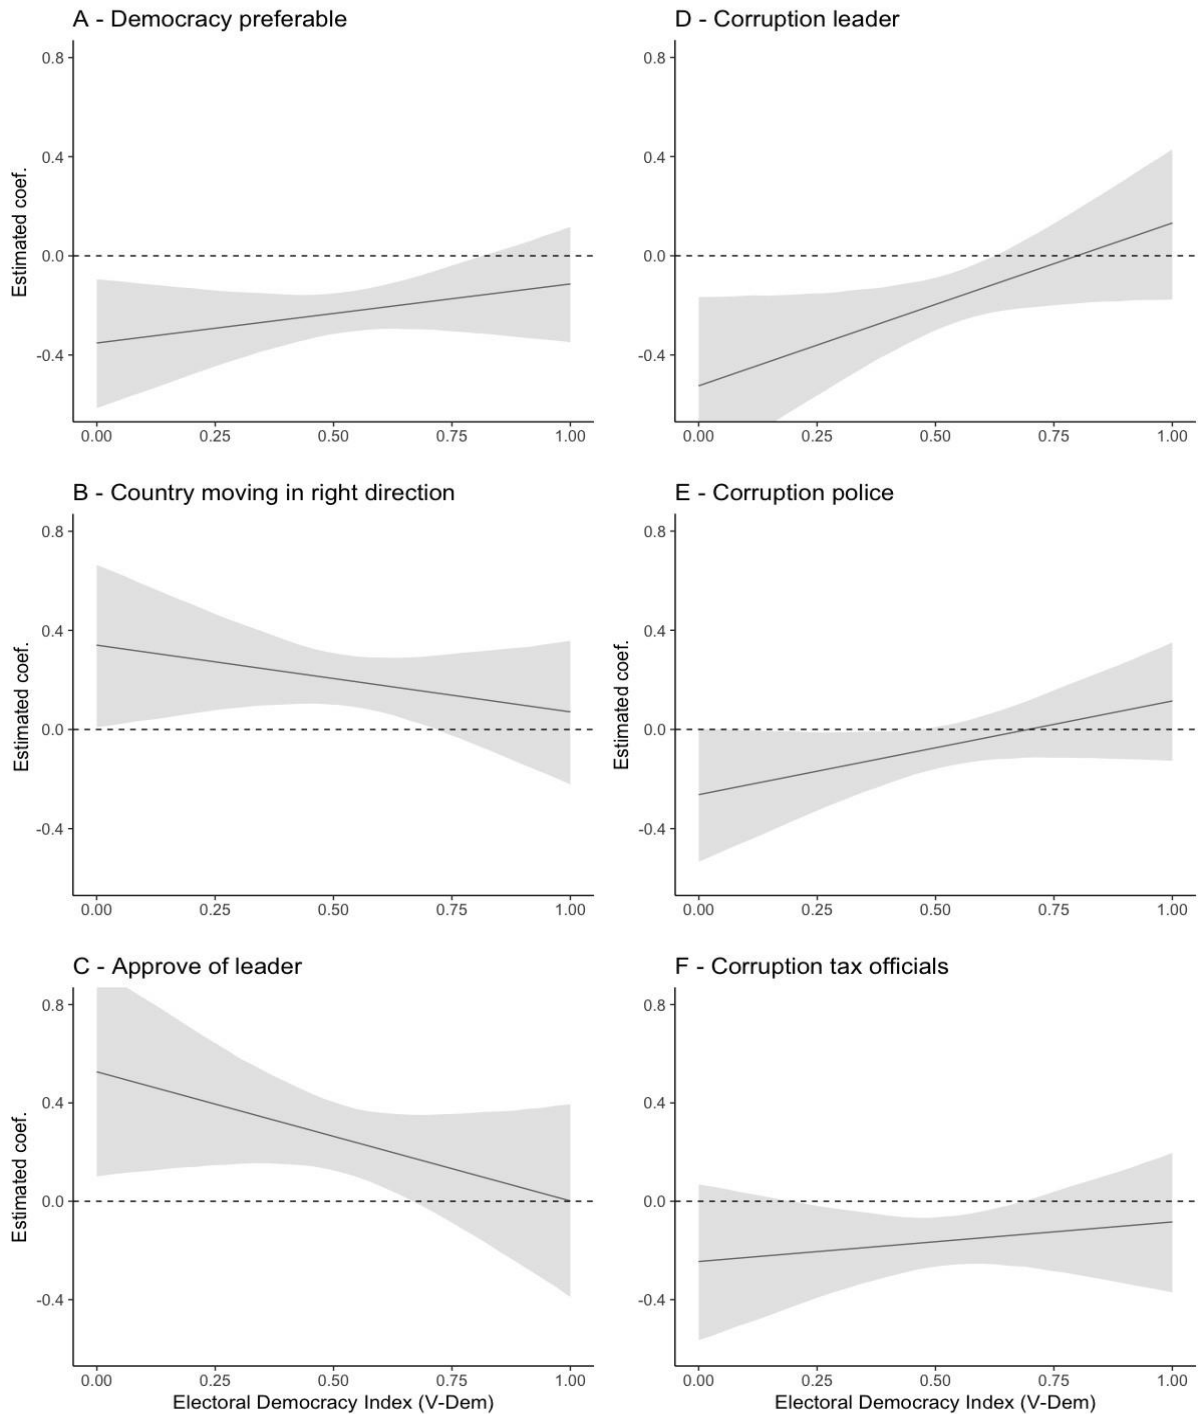 A - Democracy preferable
Estimated coef.
0.8
0.4
0.0
-0.4
0.00 0.25 0.50 0.75 1.00
D - Corruption leader
Estimated coef.
0.8
0.4
0.0
-0.4
0.00 0.25 0.50 0.75 1.00
B - Country moving in right direction
Estimated coef.
0.8
0.4
0.0
-0.4
0.00 0.25 0.50 0.75 1.00
E - Corruption police
Estimated coef.
0.8
0.4
0.0
-0.4
0.00 0.25 0.50 0.75 1.00
C - Approve of leader
Estimated coef.
0.8
0.4
0.0
-0.4
0.00 0.25 0.50 0.75 1.00
Electoral Democracy Index (V-Dem)
F - Corruption tax officials
Estimated coef.
0.8
0.4
0.0
-0.4
0.00 0.25 0.50 0.75 1.00
Electoral Democracy Index (V-Dem)